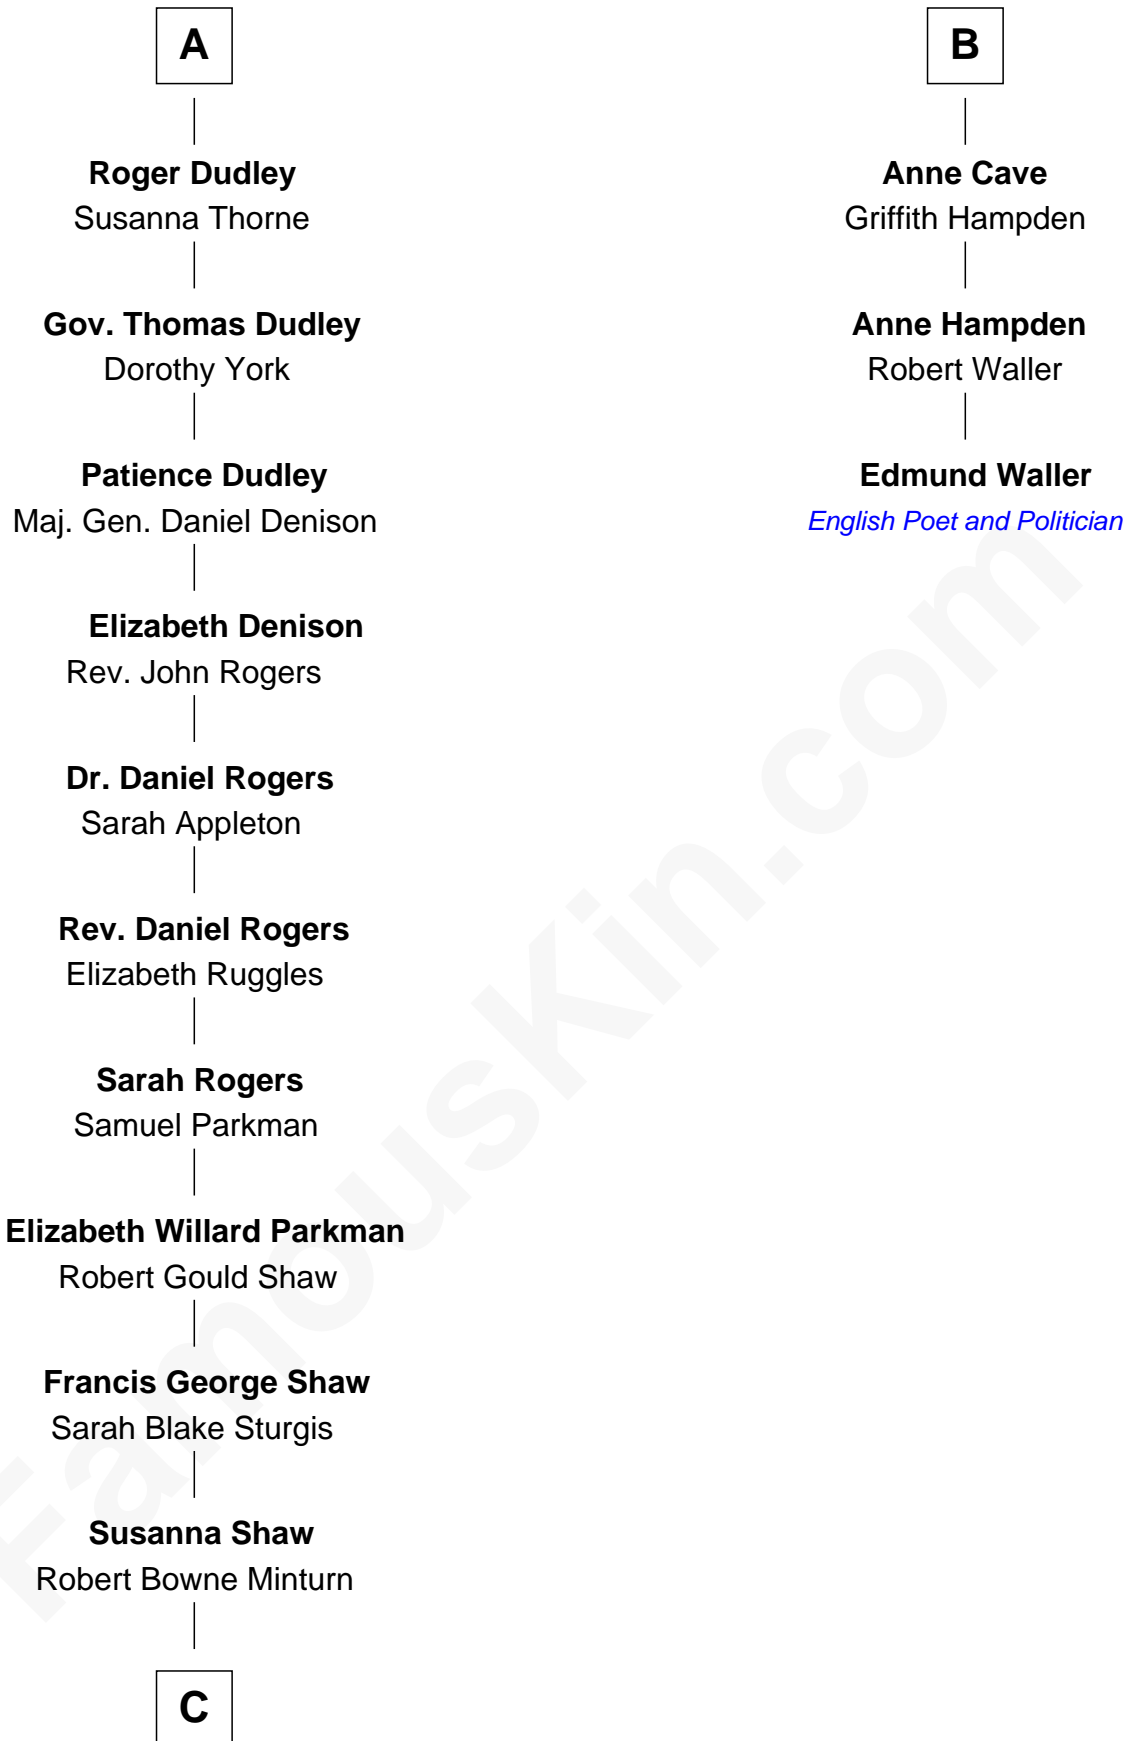 A
Roger Dudley
Susanna Thorne
Gov. Thomas Dudley
Dorothy York
Patience Dudley
Maj. Gen. Daniel Denison
Elizabeth Denison
Rev. John Rogers
Dr. Daniel Rogers
Sarah Appleton
Rev. Daniel Rogers
Elizabeth Ruggles
Sarah Rogers
Samuel Parkman
Elizabeth Willard Parkman
Robert Gould Shaw
Francis George Shaw
Sarah Blake Sturgis
Susanna Shaw
Robert Bowne Minturn
C
B
Anne Cave
Griffith Hampden
Anne Hampden
Robert Waller
Edmund Waller
English Poet and Politician
FamousKin.com